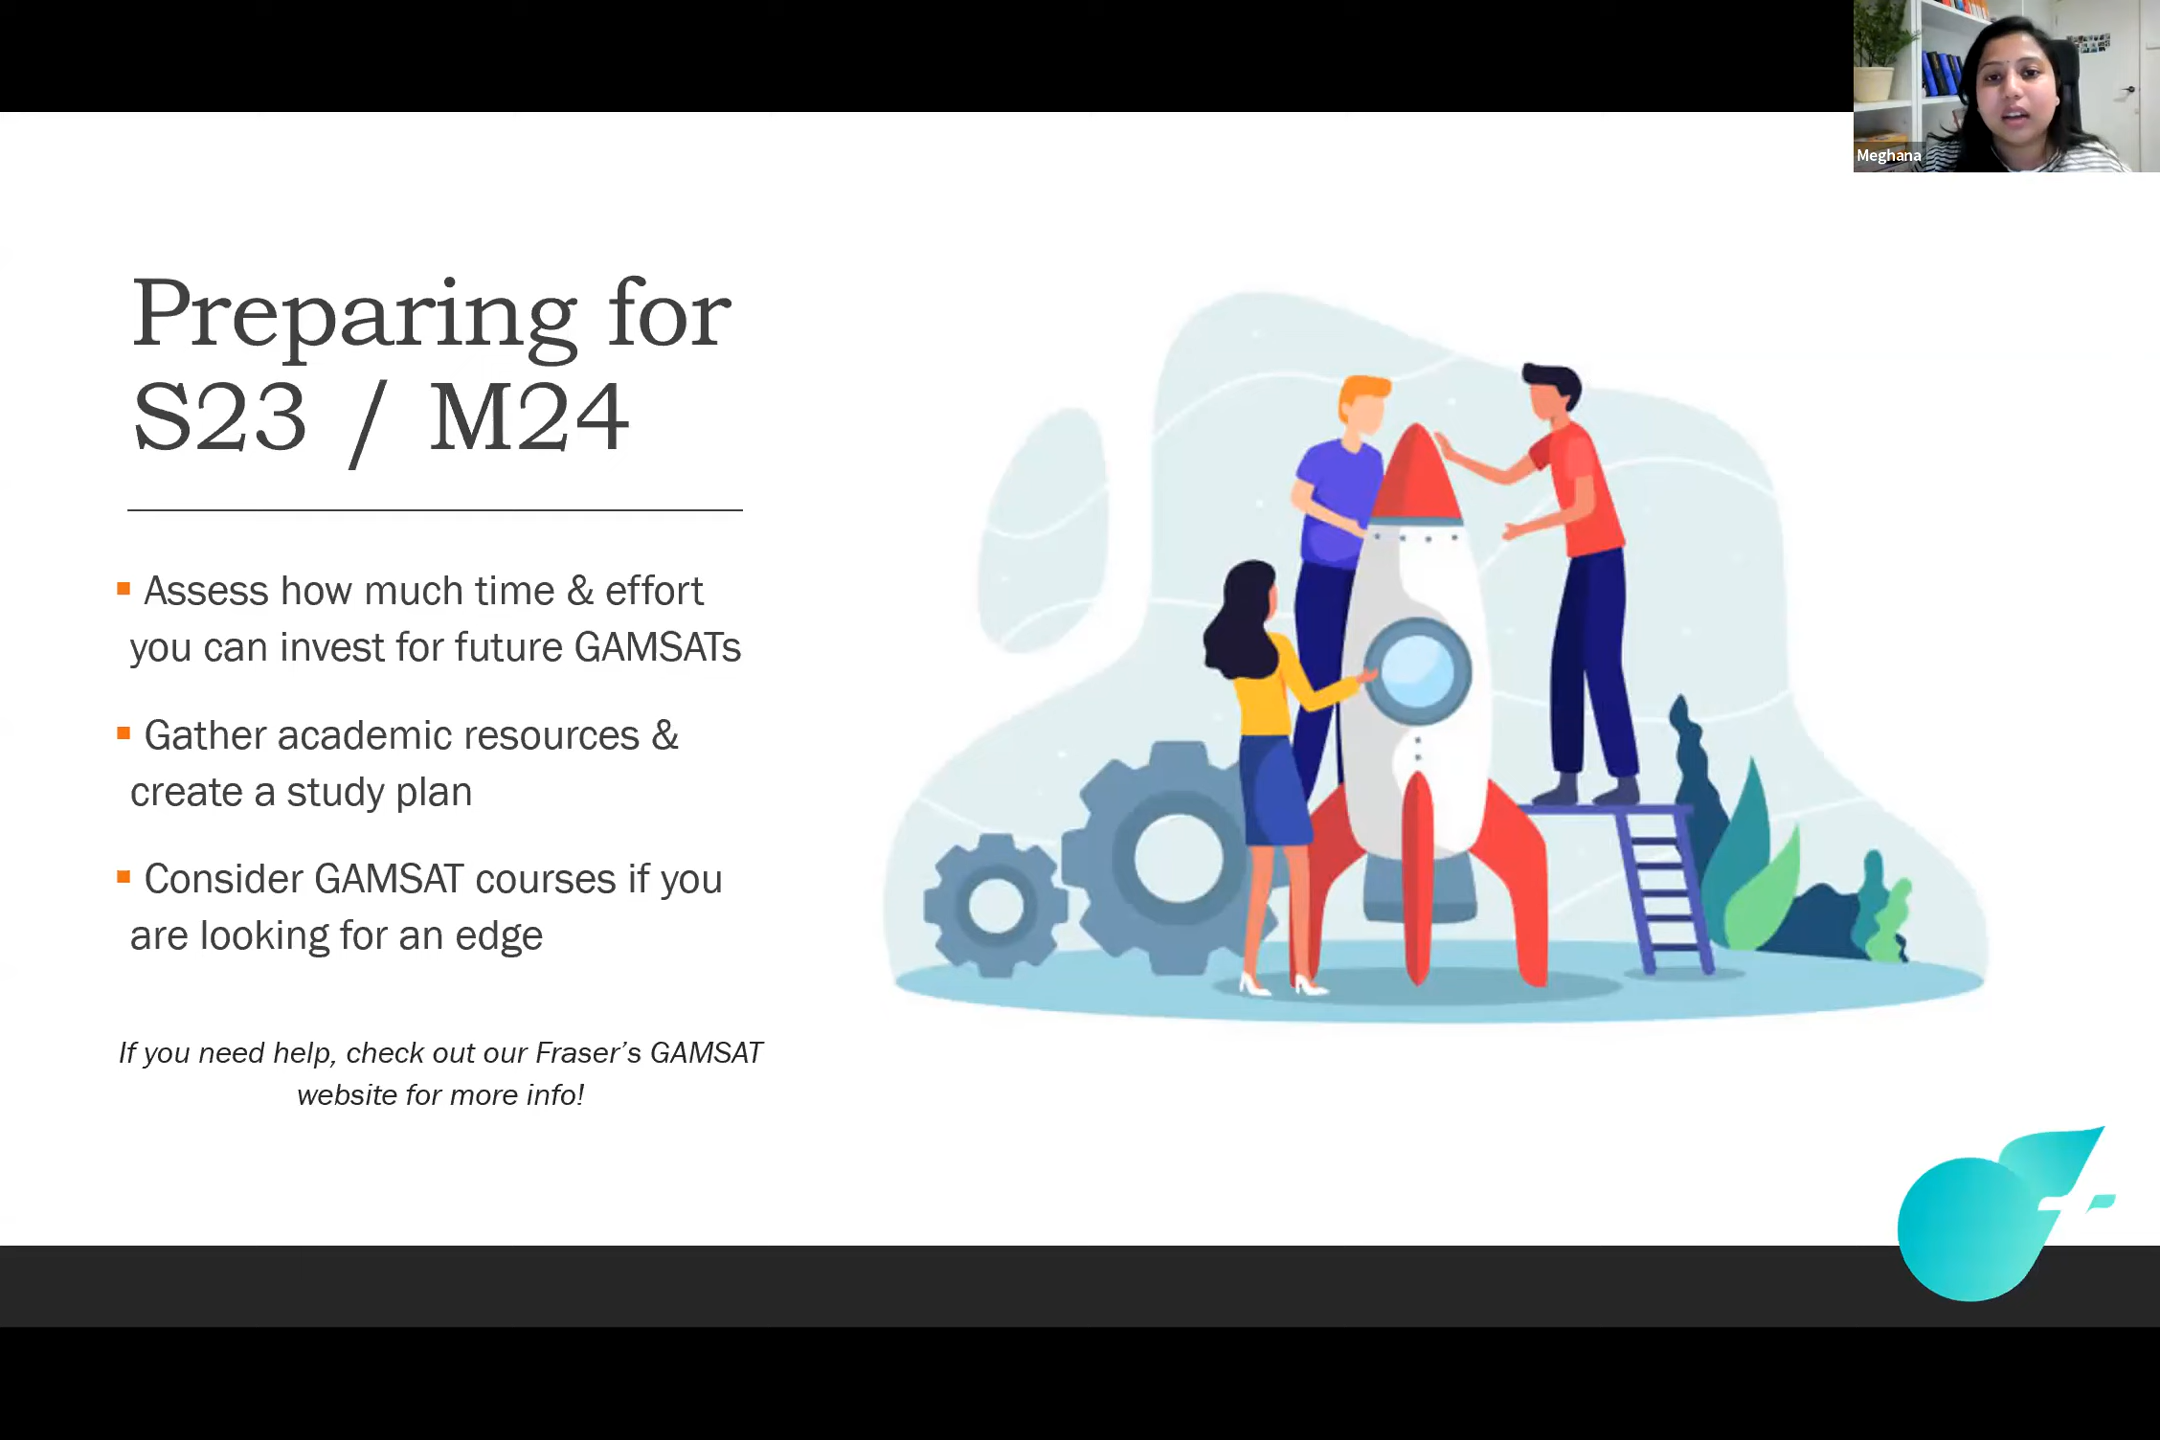 Meghana
Preparing for
S23 / M24
Assess how much time & effort
you can invest for future GAMSATs
Gather academic resources &
create a study plan
Consider GAMSAT courses if you
are looking for an edge
If you need help, check out our Fraser’s GAMSAT
website for more info!